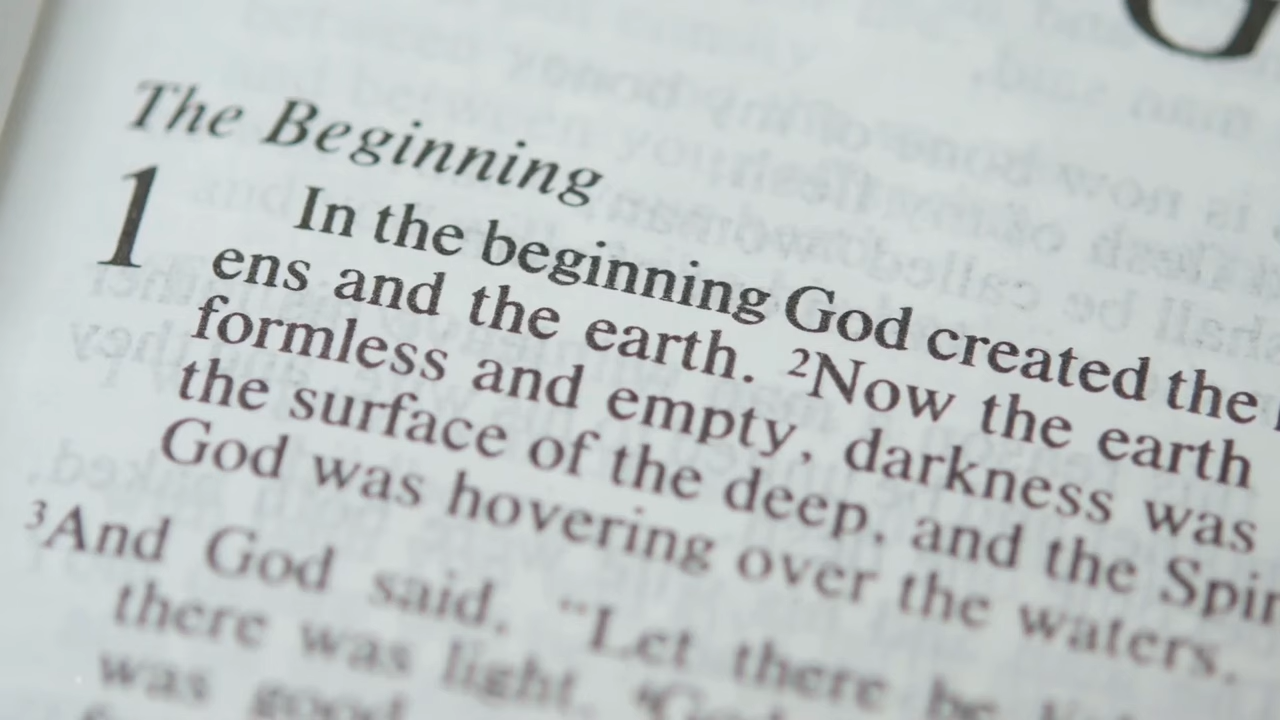 G
The Beginning
1 In the beginning God created the
ens and the earth. ²Now the earth
formless and empty, darkness was
the surface of the deep, and the Spir
God was hovering over the waters.
³And God said, “Let there be
there was light.
was good